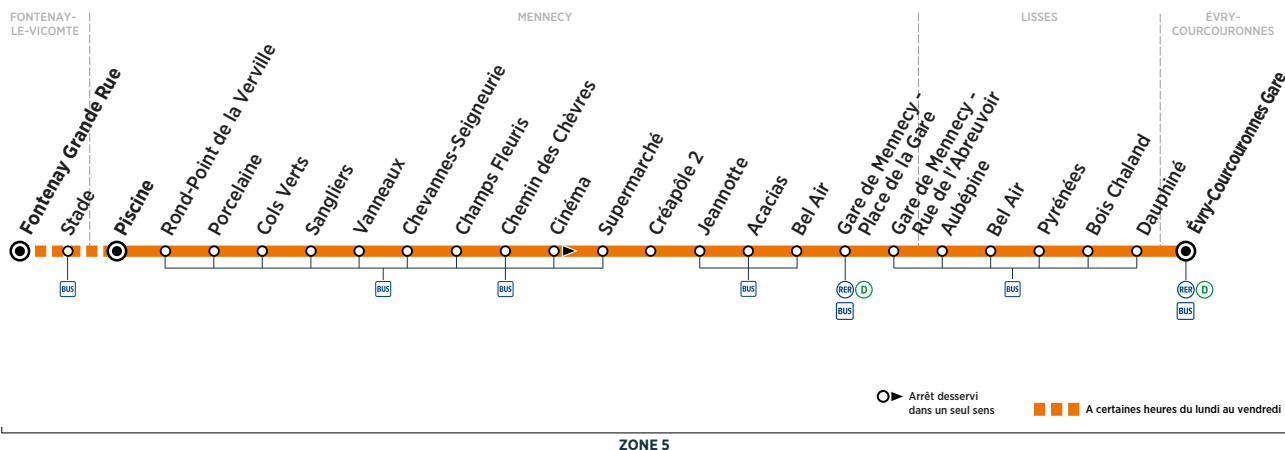 FONTENAY-
LE-VICOMTE
MENNECY
LISSES
ÉVRY-
COURCOURONNES
Fontenay Grande Rue
Stade
Piscine
Rond-Point de la Verville
Porcelaine
Cols Verts
Sangliers
Vanneaux
Chevannes-Seigneurie
Champs Fleuris
Chemin des Chèvres
Cinéma
Supermarché
Créapôle 2
Jeannotte
Acacias
Bel Air
Gare de Mennecy -
Place de la Gare
Gare de Mennecy -
Rue de l'Abreuvoir
Aubépine
Bel Air
Pyrénées
Bois Chaland
Dauphiné
Évry-Courcouronnes Gare
BUS
BUS
BUS
BUS
RER D
BUS
BUS
RER D
BUS
Arrêt desservi
dans un seul sens
A certaines heures du lundi au vendredi
ZONE 5